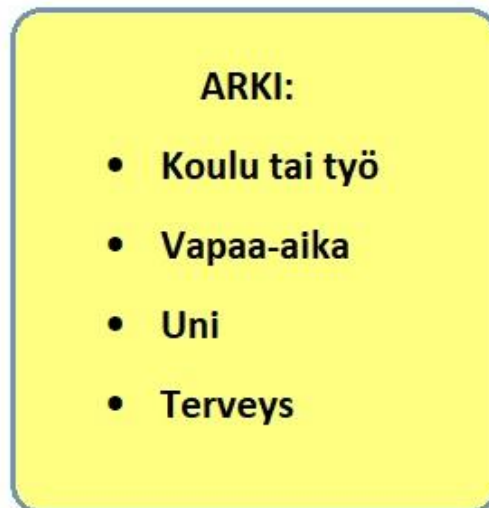 ARKI:
• Koulu tai työ
• Vapaa-aika
• Uni
• Terveys